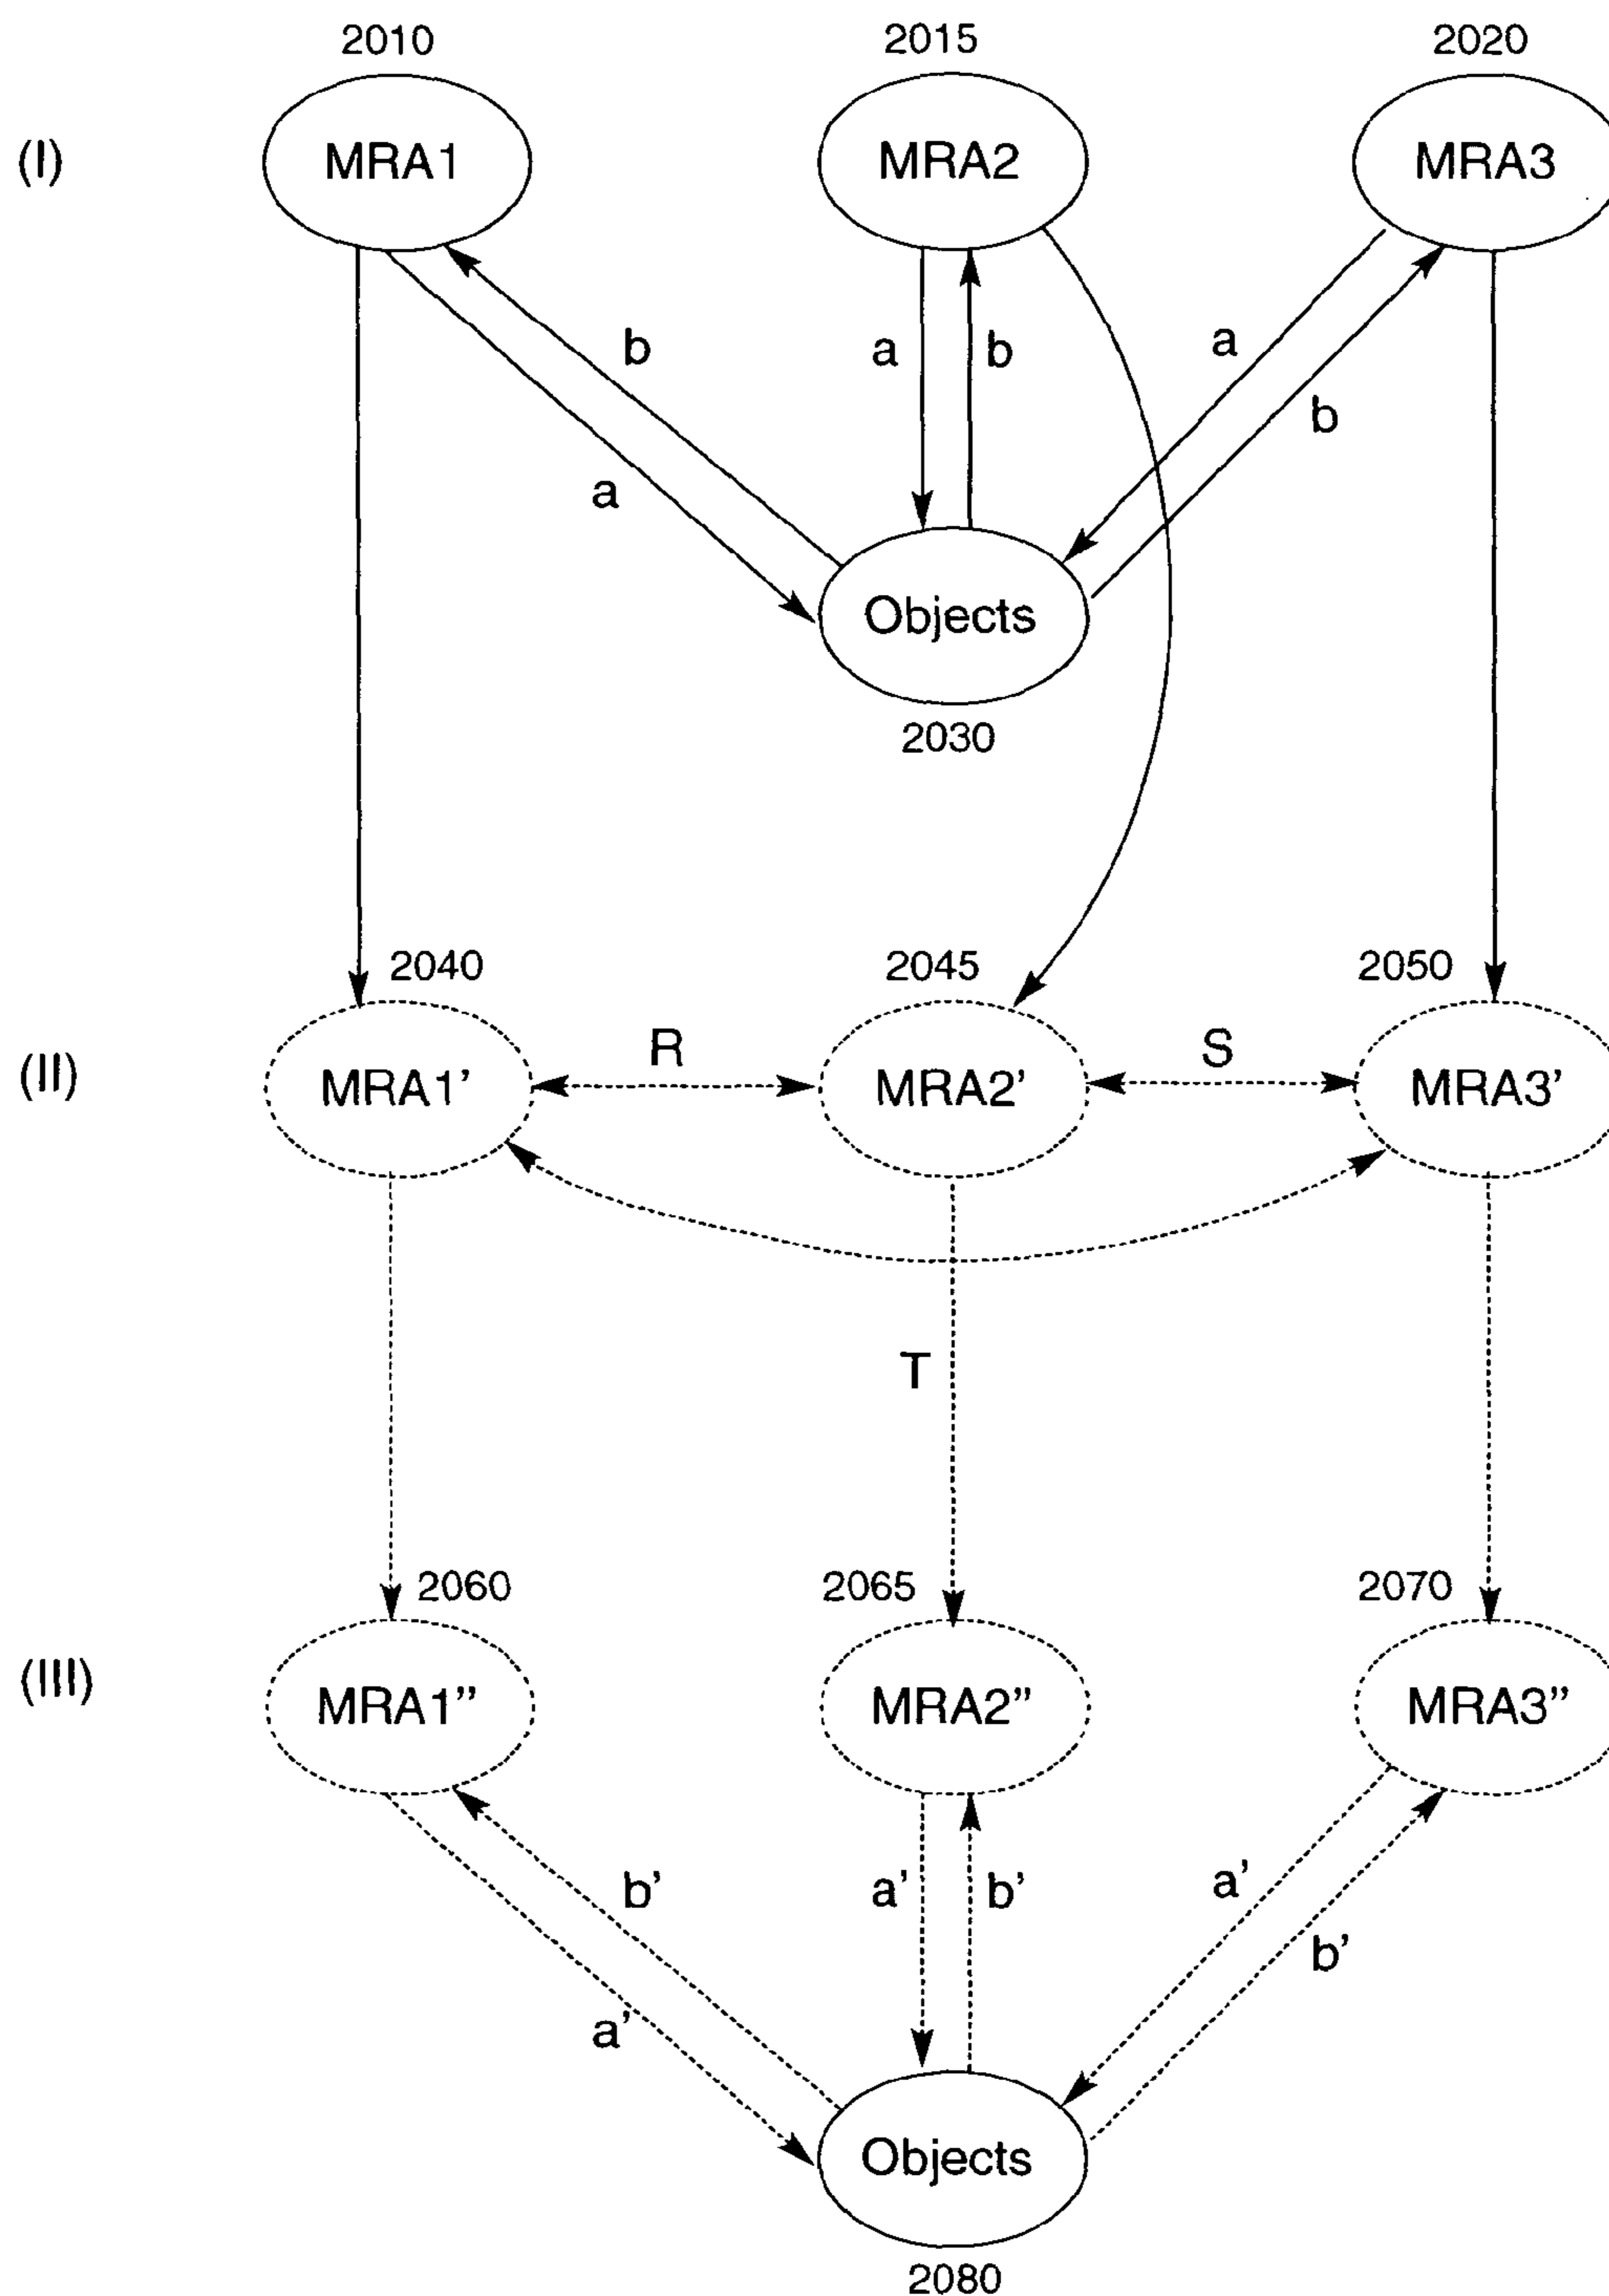 2010 2015 2020
(I) MRA1 MRA2 MRA3
b a b a b
a
Objects
2030
2040 2045 2050
(II) MRA1’ R MRA2’ S MRA3’
T
2060 2065 2070
(III) MRA1’’ MRA2’’ MRA3’’
b’ a’ b’ a’ b’
a’
Objects
2080